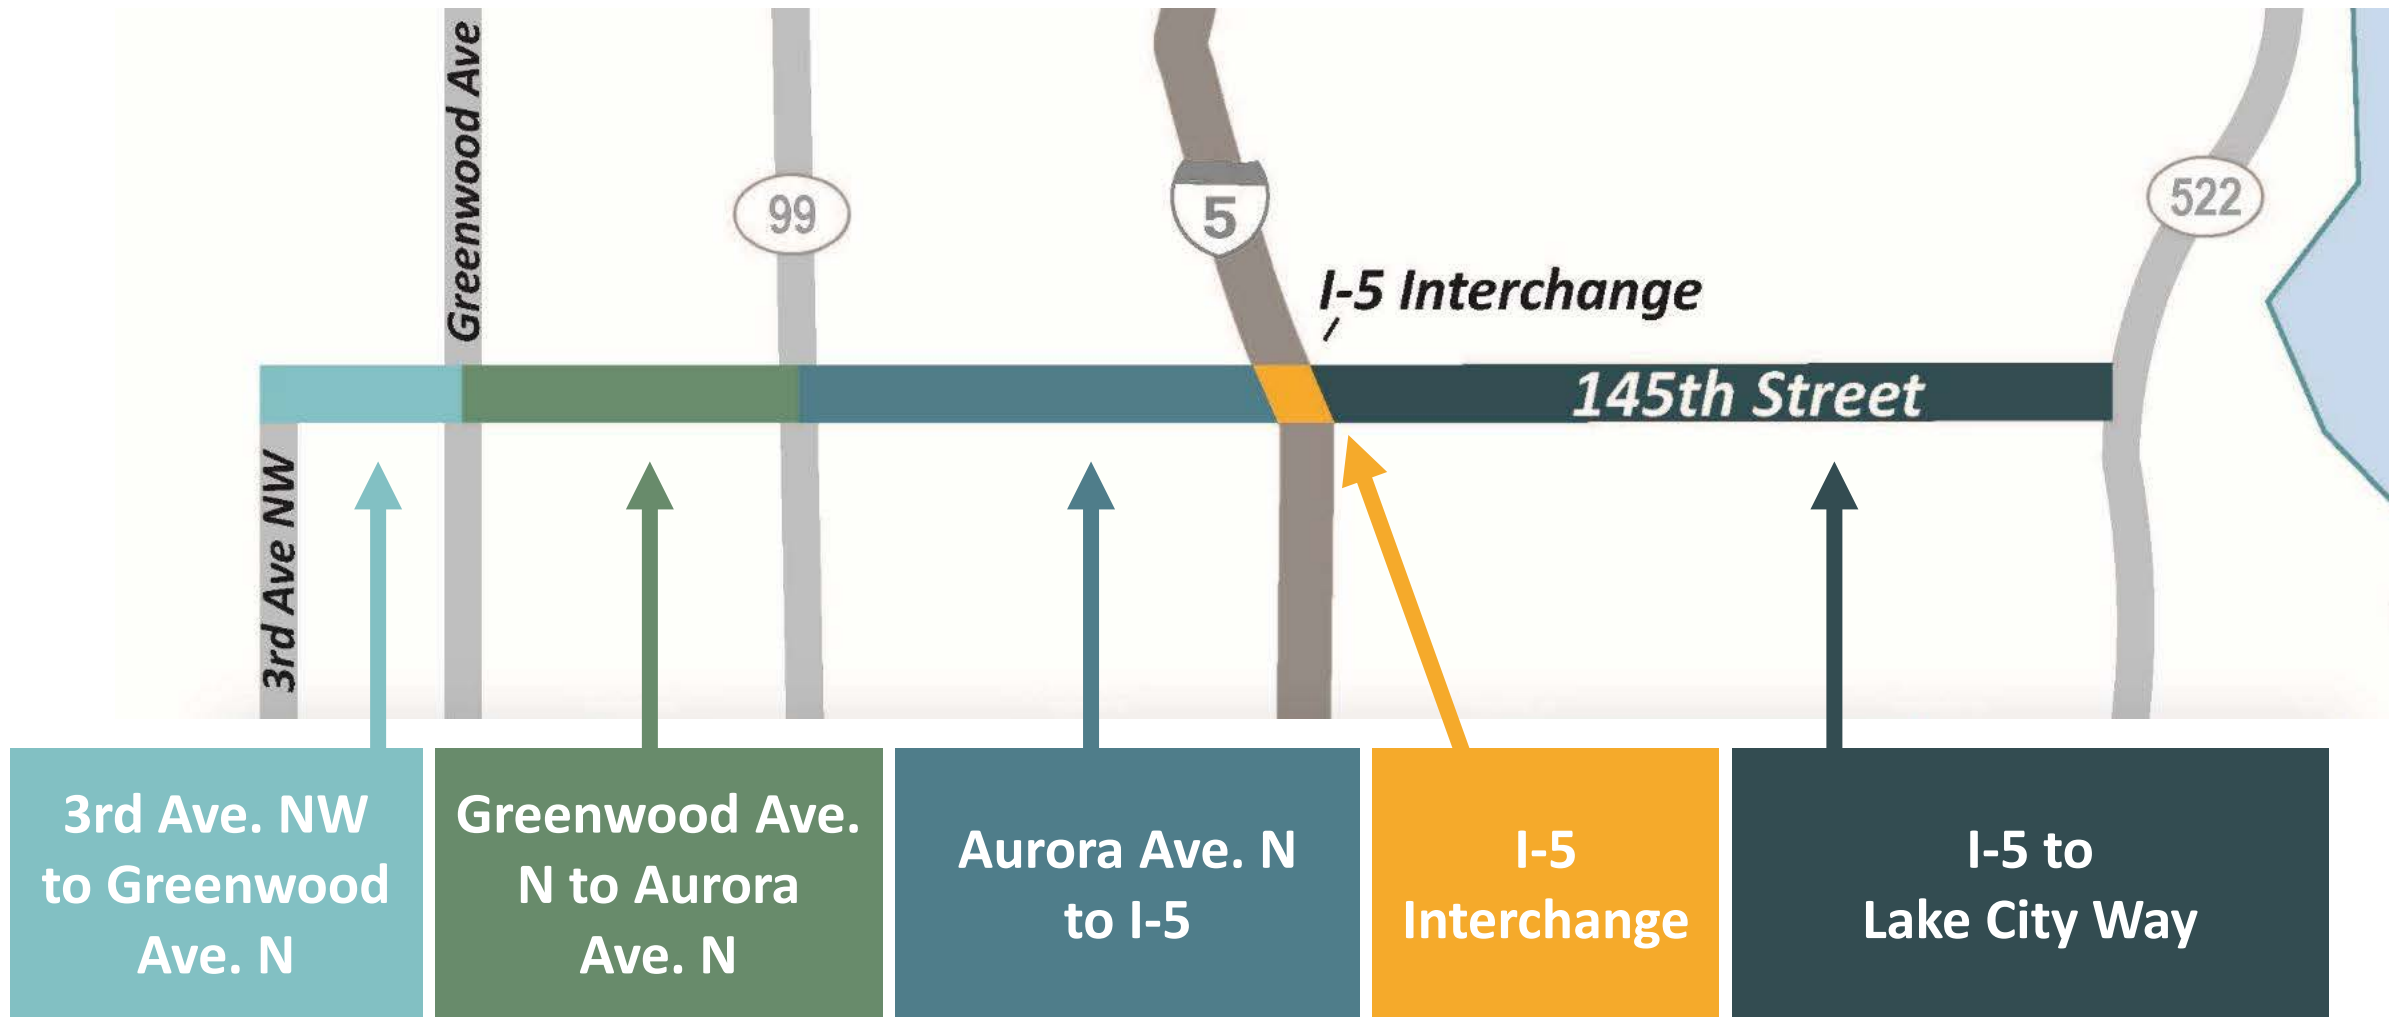 Greenwood Ave
99
5
522
I-5 Interchange
145th Street
3rd Ave NW
3rd Ave. NW
to Greenwood
Ave. N
Greenwood Ave.
N to Aurora
Ave. N
Aurora Ave. N
to I-5
I-5
Interchange
I-5 to
Lake City Way